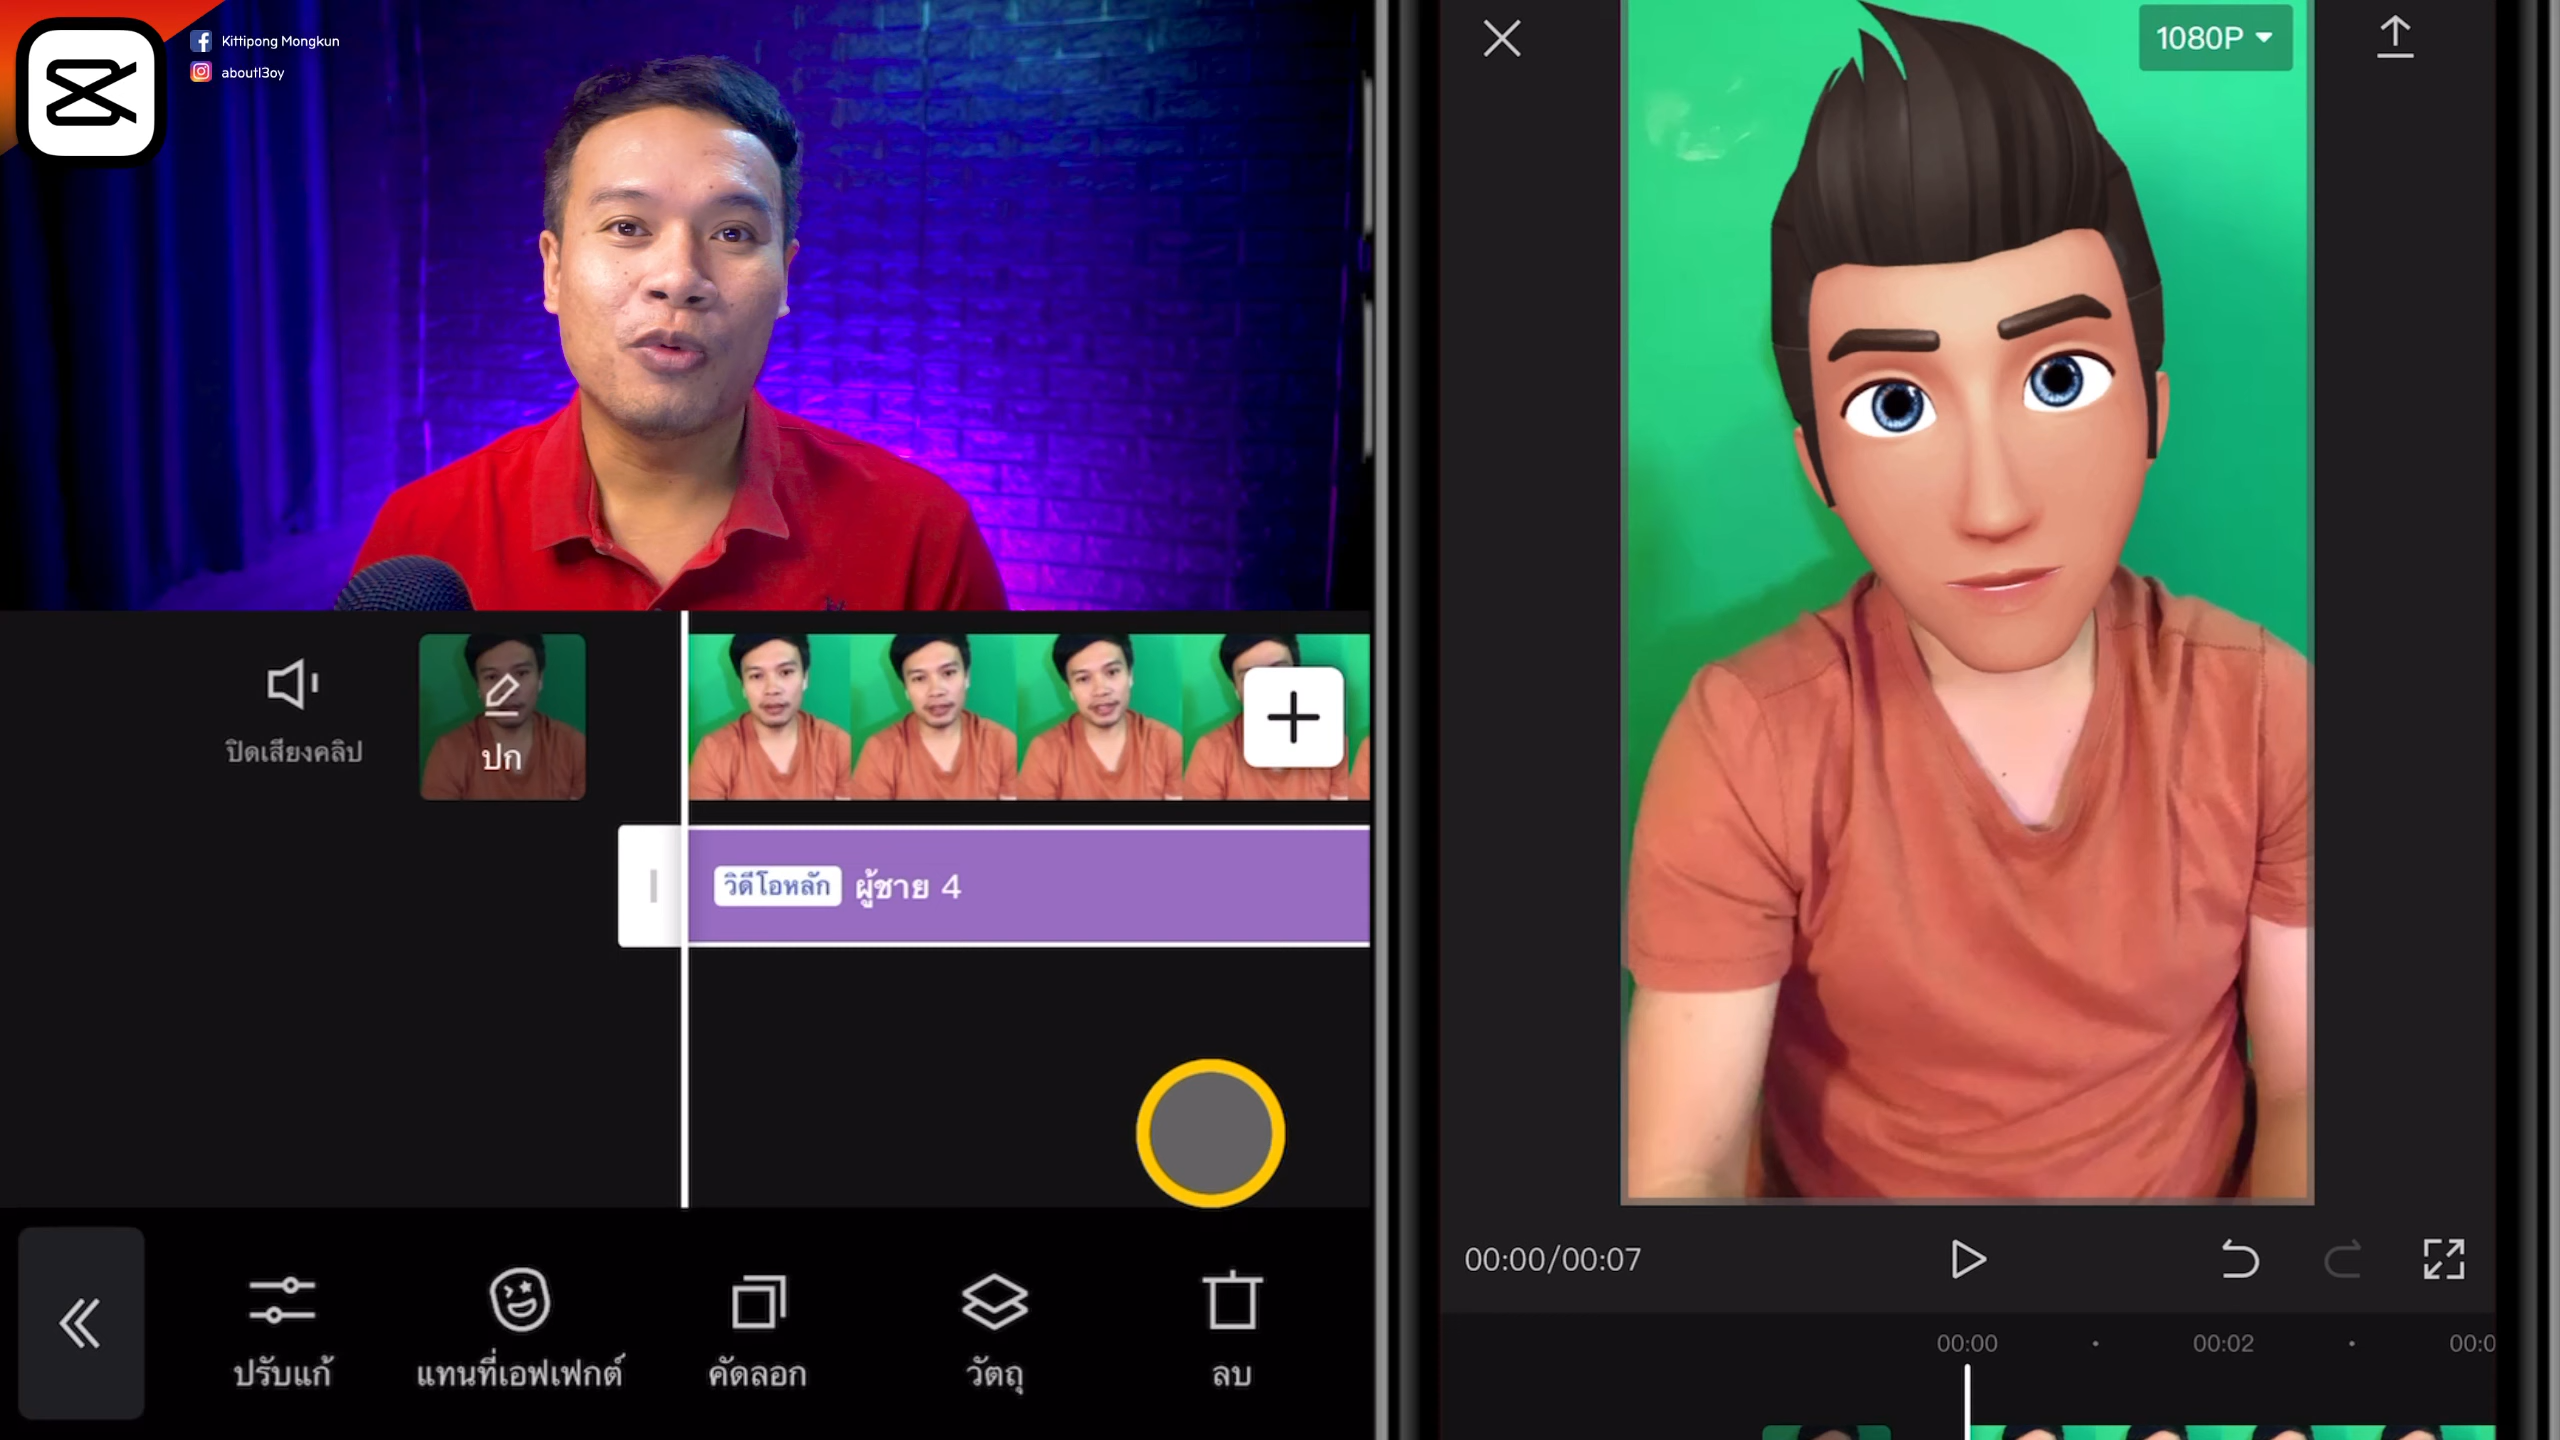 Kittipong Mongkun
aboutl3oy
1080P
ปิดเสียงคลิป
ปก
วิดีโอหลัก ผู้ชาย 4
ปรับแก้
แทนที่เอฟเฟกต์
คัดลอก
วัตถุ
ลบ
00:00/00:07
00:00
00:02
00:0